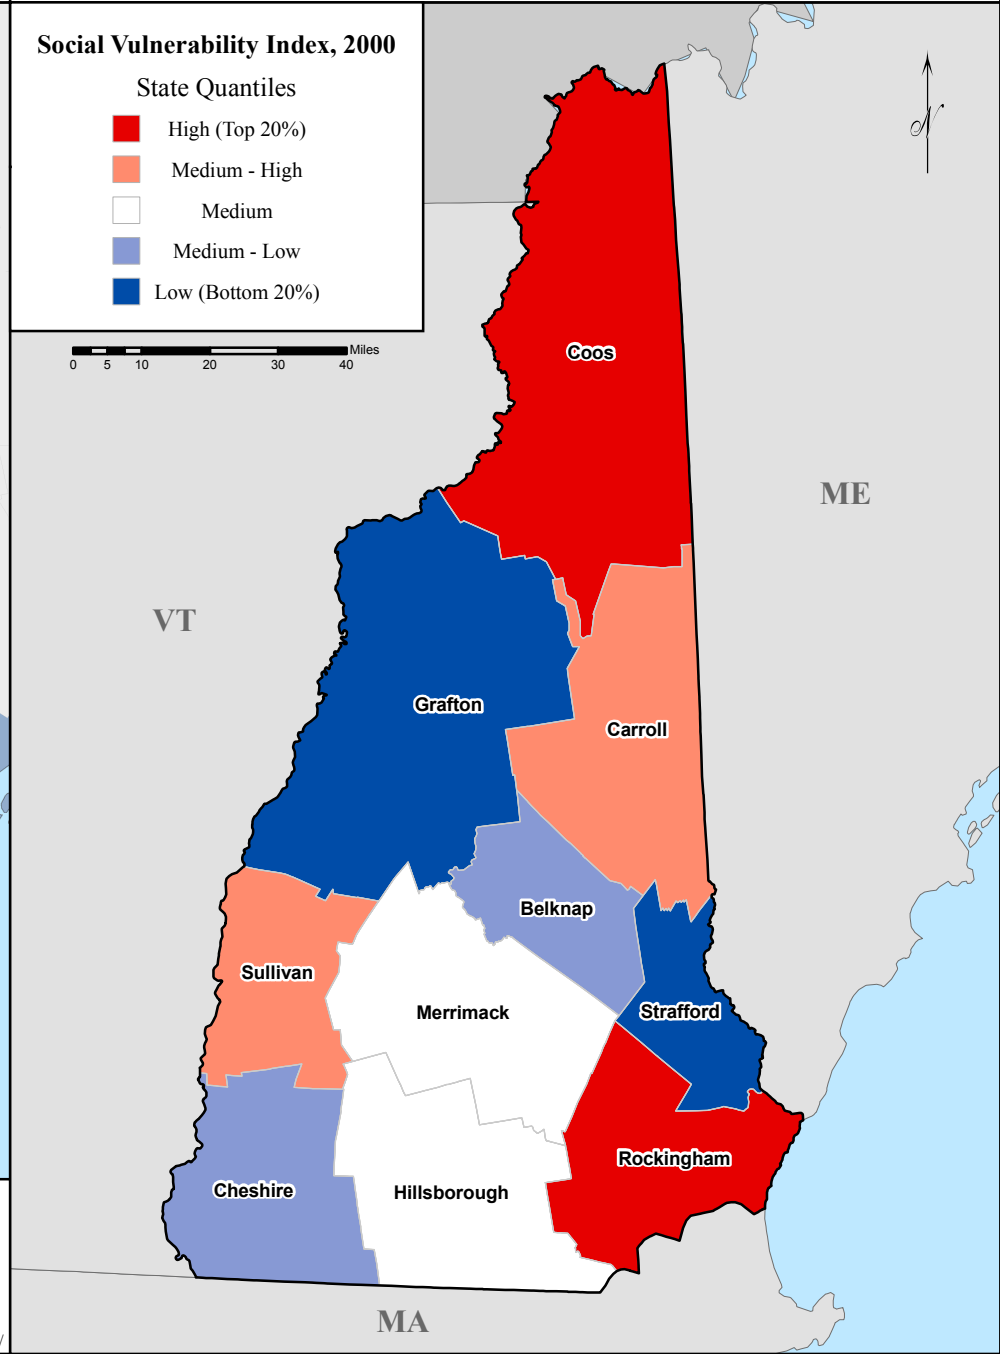 Social Vulnerability Index, 2000
State Quantiles
High (Top 20%)
Medium - High
Medium
Medium - Low
Low (Bottom 20%)
N
Miles
0 5 10 20 30 40
Coos
ME
VT
Grafton
Carroll
Belknap
Sullivan
Merrimack
Strafford
Rockingham
Cheshire
Hillsborough
MA